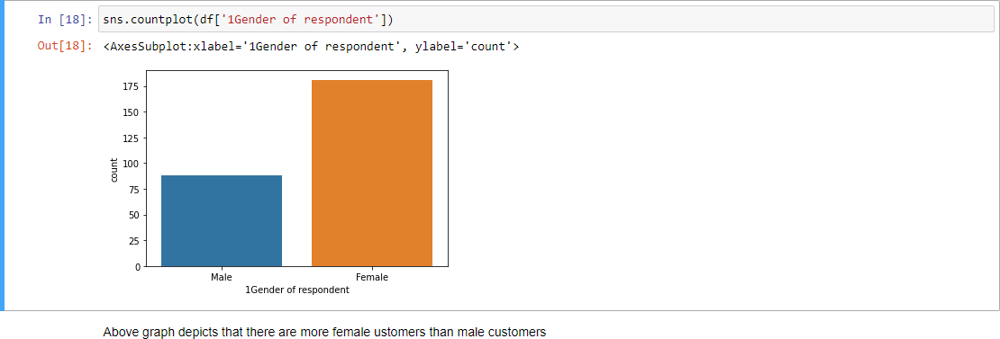 In [18]: sns.countplot(df['1Gender of respondent'])
Out[18]: <AxesSubplot:xlabel='1Gender of respondent', ylabel='count'>
175
150
125
100
75
50
25
0
count
Male Female
1Gender of respondent
Above graph depicts that there are more female ustomers than male customers